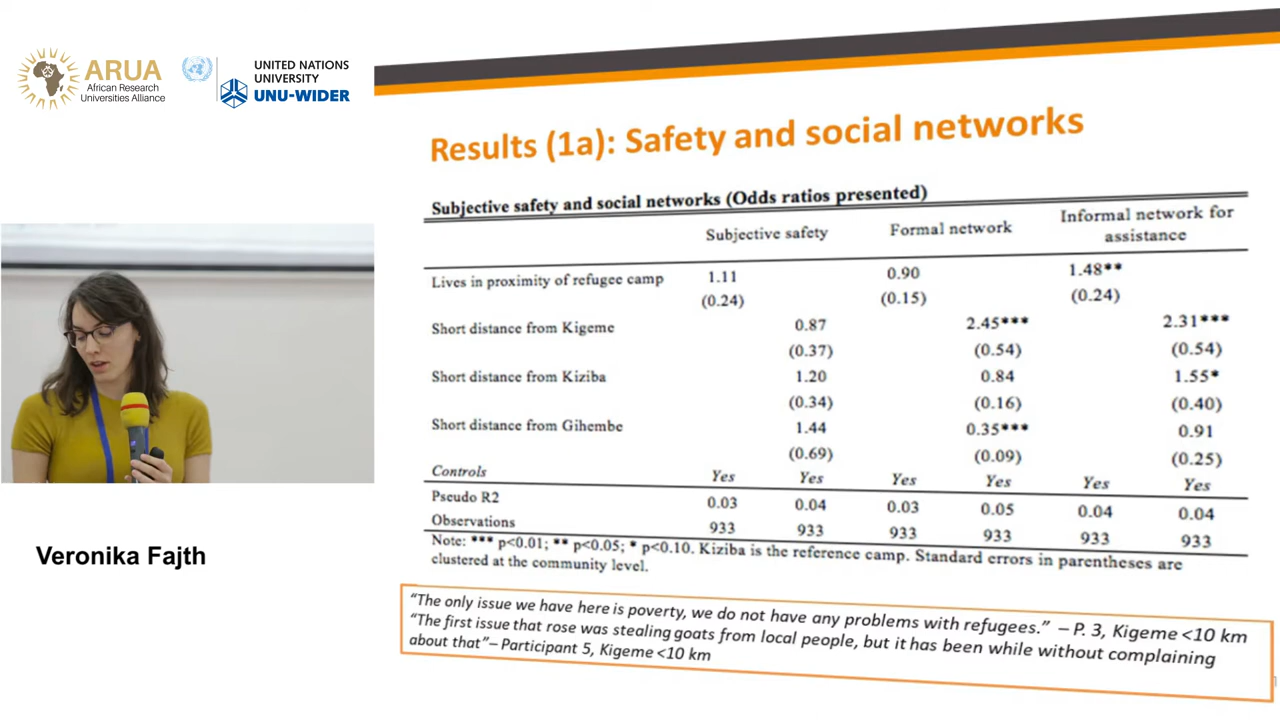 ARUA
African Research
Universities Alliance
UNITED NATIONS
UNIVERSITY
UNU-WIDER
Results (1a): Safety and social networks
Subjective safety and social networks (Odds ratios presented)
Subjective safety Formal network Informal network for assistance
Lives in proximity of refugee camp 1.11 0.90 1.48**
(0.24) (0.15) (0.24)
Short distance from Kigeme 0.87 2.45*** 2.31***
(0.37) (0.54) (0.54)
Short distance from Kiziba 1.20 0.84 1.55*
(0.34) (0.16) (0.40)
Short distance from Gihembe 1.44 0.35*** 0.91
(0.69) (0.09) (0.25)
Controls Yes Yes Yes Yes Yes Yes
Pseudo R2 0.03 0.04 0.03 0.05 0.04 0.04
Observations 933 933 933 933 933 933
Note: *** p<0.01; ** p<0.05; * p<0.10. Kiziba is the reference camp. Standard errors in parentheses are
clustered at the community level.
"The only issue we have here is poverty, we do not have any problems with refugees." – P. 3, Kigeme <10 km
"The first issue that rose was stealing goats from local people, but it has been while without complaining
about that"– Participant 5, Kigeme <10 km
Veronika Fajth